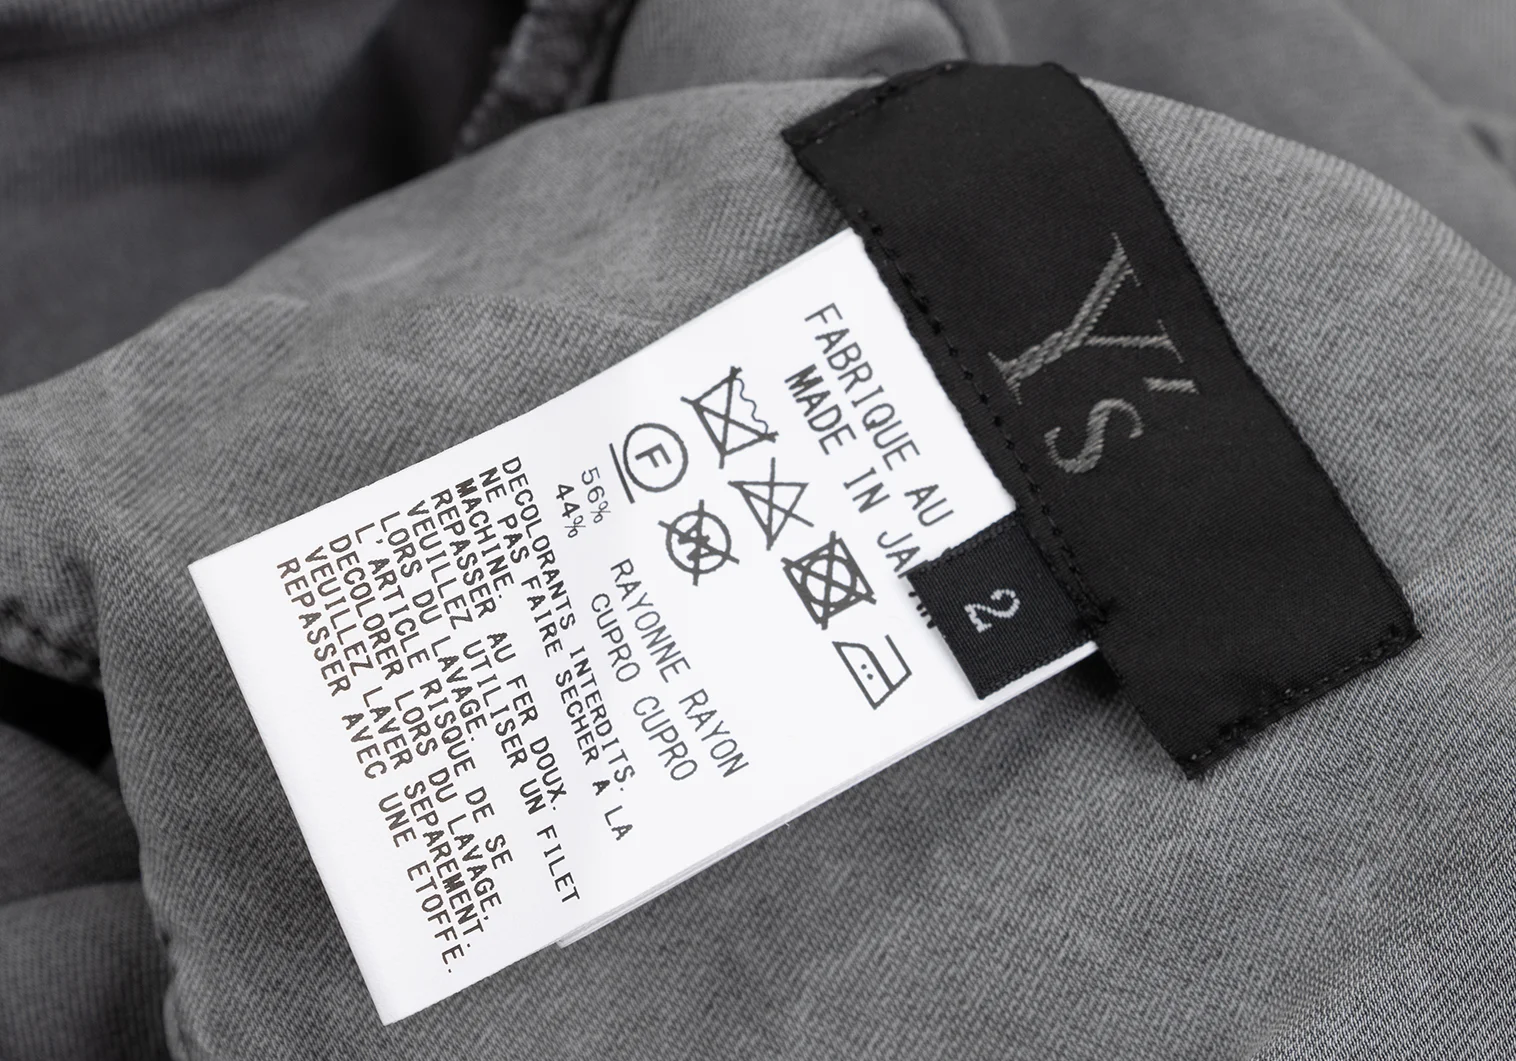 Y's
2
FABRIQUE AU
MADE IN JAPAN
F
W
56% RAYONNE RAYON
44% CUPRO CUPRO
DECOLORANTS INTERDITS.
NE PAS FAIRE SECHER A LA
MACHINE.
REPASSER AU FER DOUX.
VEUILLEZ UTILISER UN FILET
LORS DU LAVAGE.
L'ARTICLE RISQUE DE SE
DECOLORER LORS DU LAVAGE,
VEUILLEZ LAVER SEPAREMENT.
REPASSER AVEC UNE ETOFFE.